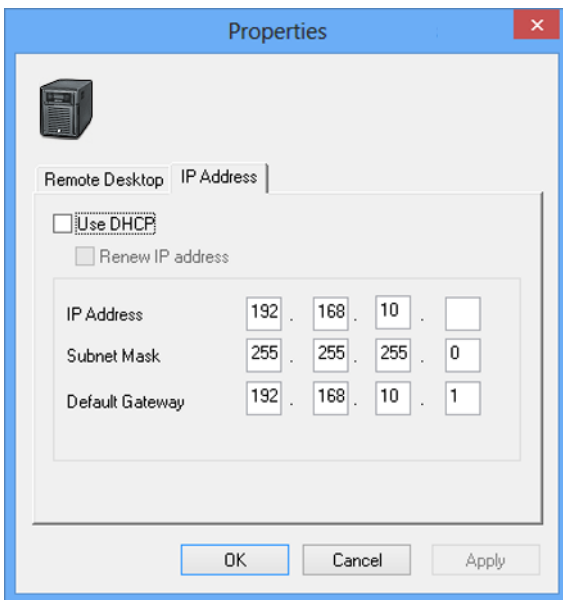 Properties
Remote Desktop IP Address
Use DHCP
Renew IP address
IP Address 192 . 168 . 10 .
Subnet Mask 255 . 255 . 255 . 0
Default Gateway 192 . 168 . 10 . 1
OK Cancel Apply